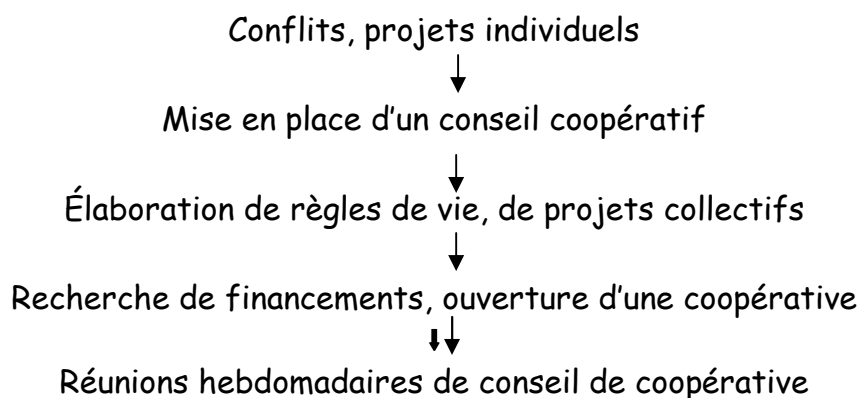 Conflits, projets individuels
Mise en place d'un conseil coopératif
Élaboration de règles de vie, de projets collectifs
Recherche de financements, ouverture d'une coopérative
Réunions hebdomadaires de conseil de coopérative